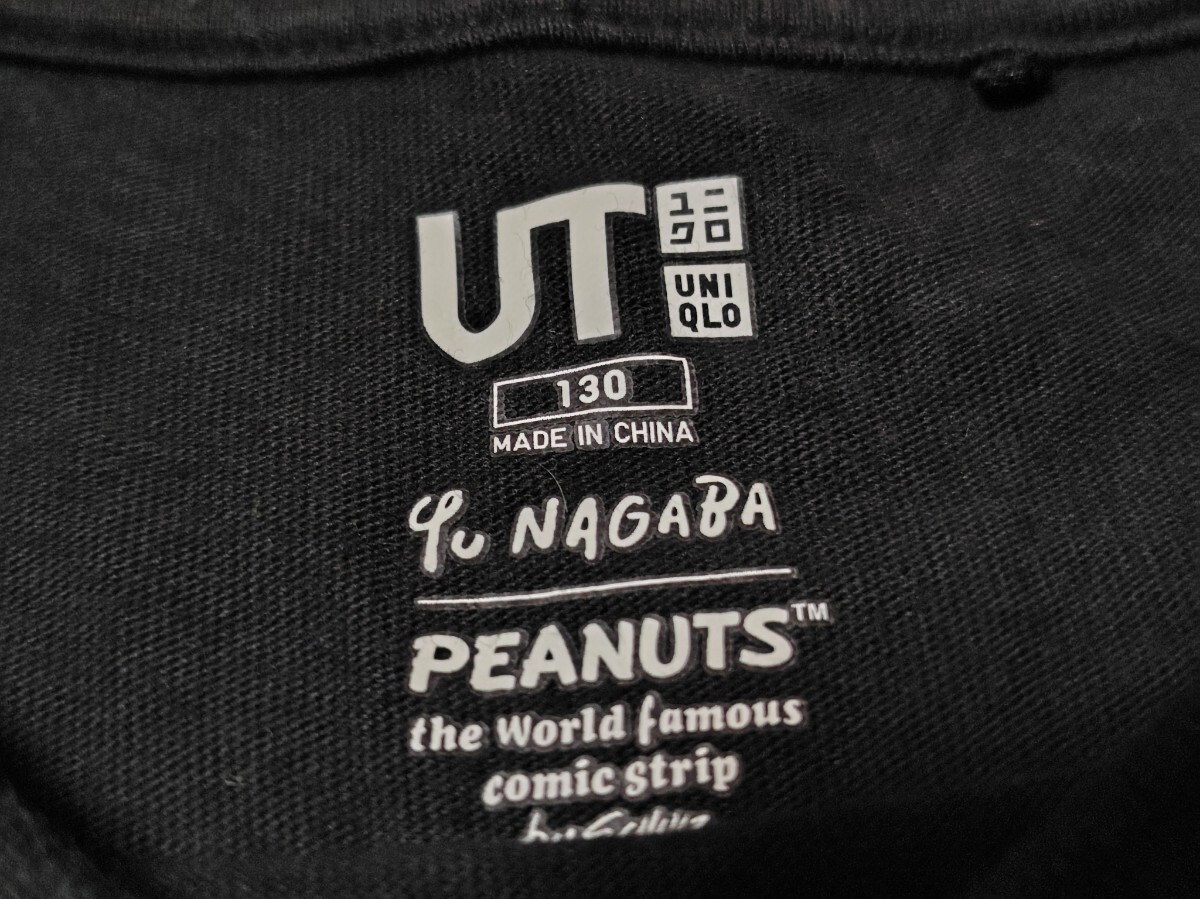 UT
ユニ
クロ
UNI
QLO
130
MADE IN CHINA
Yu NAGABA
PEANUTS™
the World famous
comic strip
by